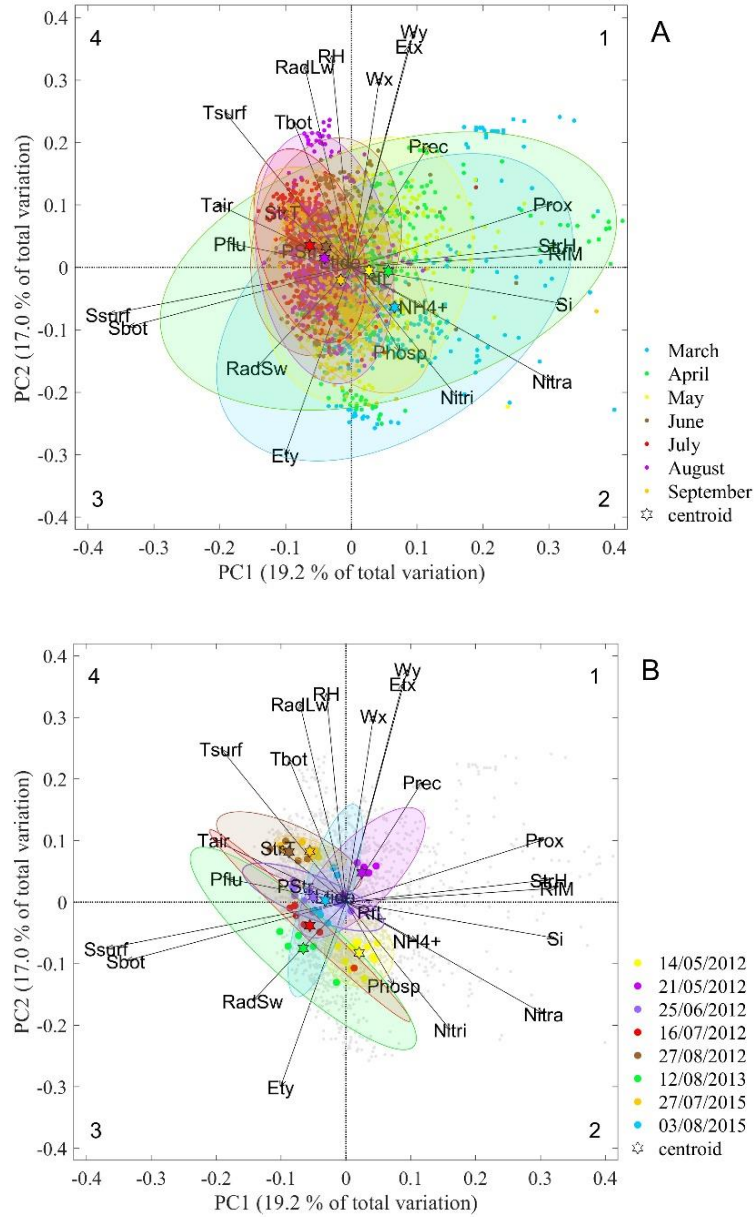 4
1
A
Wy
Etx
RH
RadLw
Wx
Tsurf
Tbot
Prec
Tair
Prox
StrT
Pflu
StrH
RfM
RfL
Ssurf
Sbot
NH4+
Si
Phosp
RadSw
Nitra
Nitri
Ety
3
2
0.4
0.3
0.2
0.1
0
-0.1
-0.2
-0.3
-0.4
PC2 (17.0 % of total variation)
-0.4 -0.3 -0.2 -0.1 0 0.1 0.2 0.3 0.4
PC1 (19.2 % of total variation)
March
April
May
June
July
August
September
centroid
4
1
B
Wy
Etx
RH
RadLw
Wx
Tsurf
Tbot
Prec
Tair
Prox
StrT
Pflu
PStr
StrH
RfM
RfL
Ssurf
Sbot
NH4+
Si
Phosp
RadSw
Nitra
Nitri
Ety
3
2
0.4
0.3
0.2
0.1
0
-0.1
-0.2
-0.3
-0.4
PC2 (17.0 % of total variation)
-0.4 -0.3 -0.2 -0.1 0 0.1 0.2 0.3 0.4
PC1 (19.2 % of total variation)
14/05/2012
21/05/2012
25/06/2012
16/07/2012
27/08/2012
12/08/2013
27/07/2015
03/08/2015
centroid